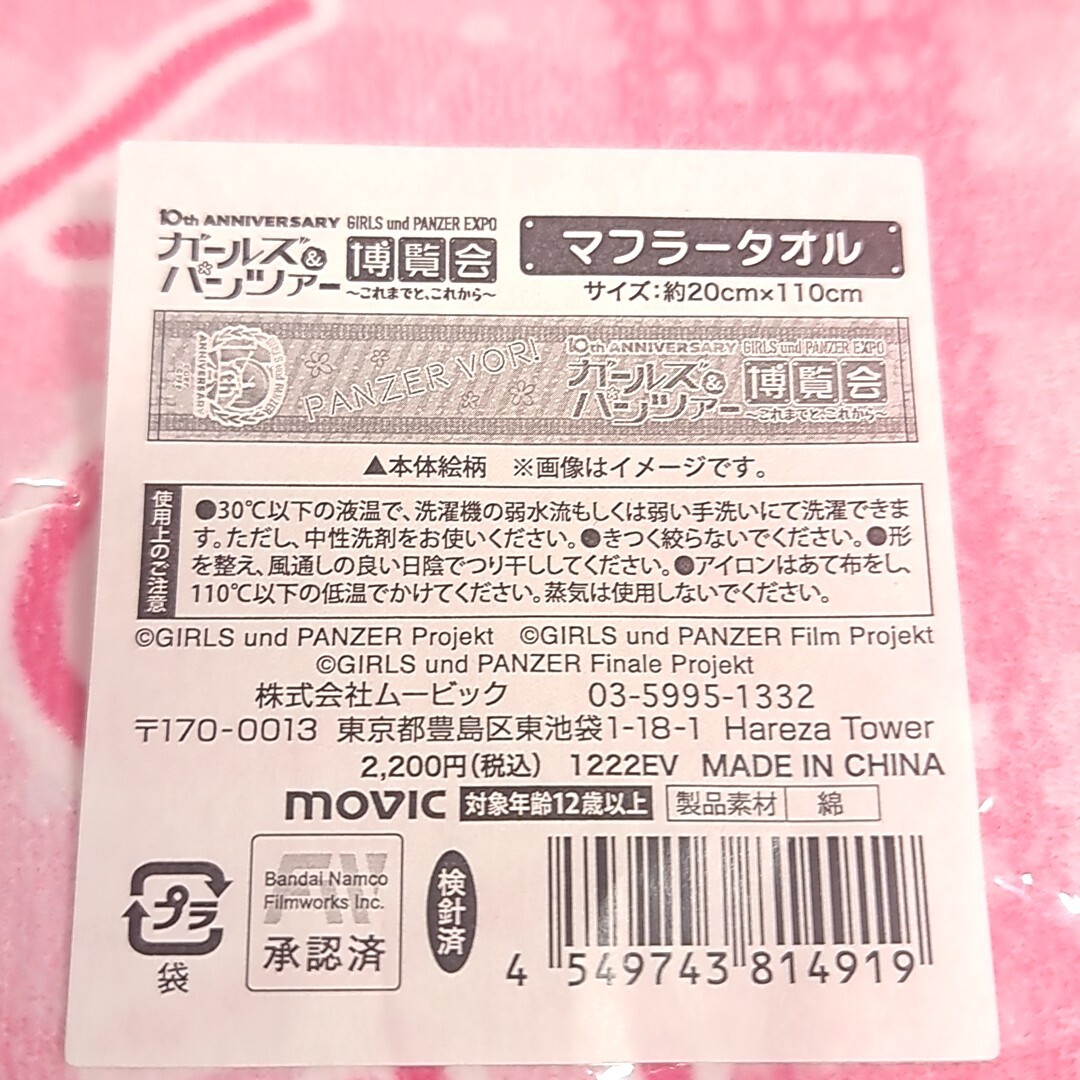 10th ANNIVERSARY GIRLS und PANZER EXPO
ガールズ&パンツァー 博覧会
～これまでと、これから～
マフラータオル
サイズ：約20cm×110cm
ANNIVERSARY
PANZER VOR!
10th ANNIVERSARY GIRLS und PANZER EXPO
ガールズ&パンツァー 博覧会
～これまでと、これから～
▲本体絵柄　※画像はイメージです。
使用上のご注意
●30℃以下の液温で、洗濯機の弱水流もしくは弱い手洗いにて洗濯できま
す。ただし、中性洗剤をお使いください。●きつく絞らないでください。●形
を整え、風通しの良い日陰でつり干ししてください。●アイロンはあて布をし、
110℃以下の低温でかけてください。蒸気は使用しないでください。
©GIRLS und PANZER Projekt ©GIRLS und PANZER Film Projekt
©GIRLS und PANZER Finale Projekt
株式会社ムービック 03-5995-1332
〒170-0013 東京都豊島区東池袋1-18-1 Hareza Tower
2,200円(税込) 1222EV MADE IN CHINA
movic 対象年齢12歳以上 製品素材 綿
プラ
袋
Bandai Namco
Filmworks Inc.
承認済
検針済
4 549743 814919